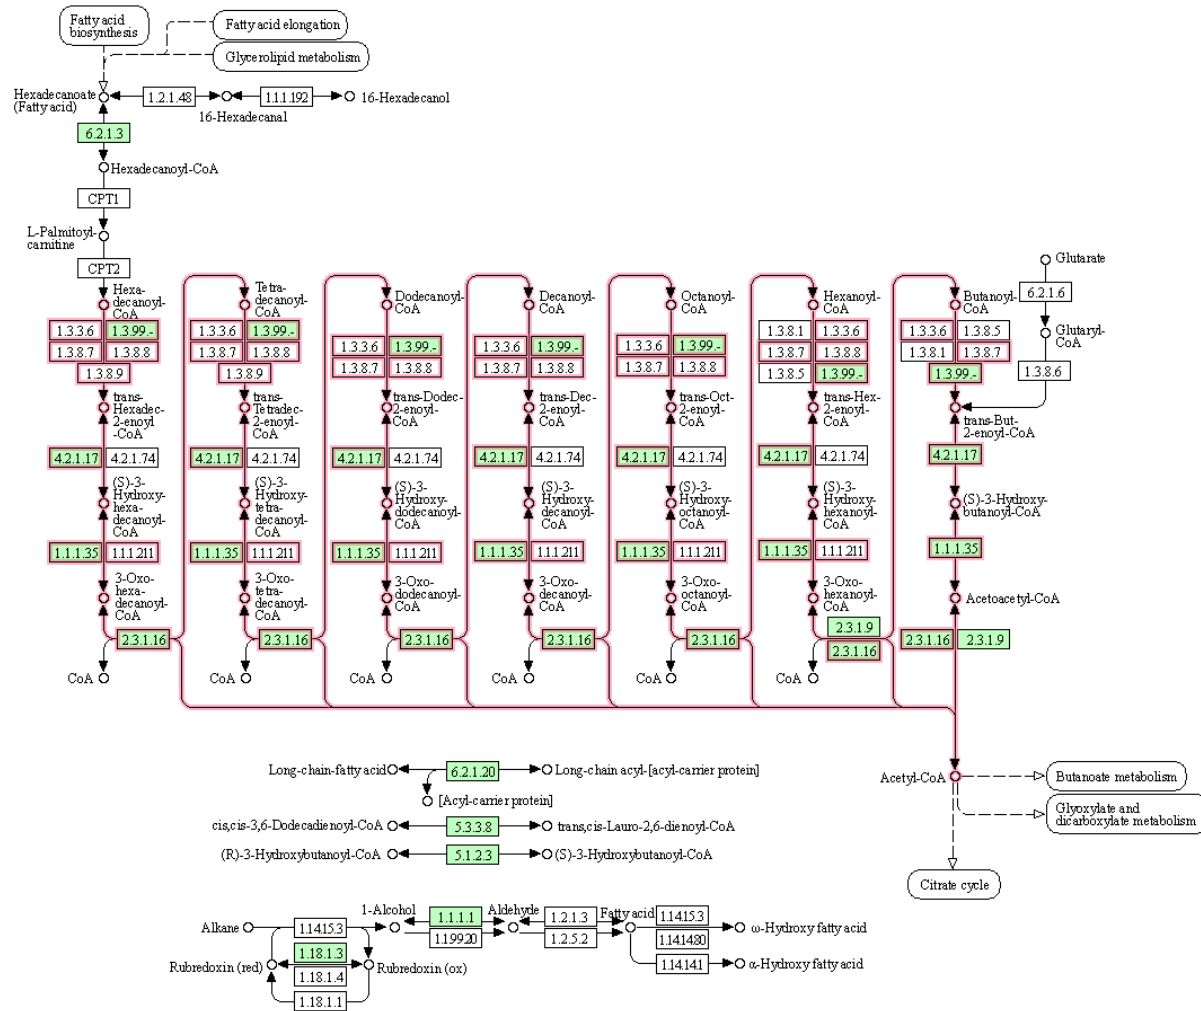 Fatty acid
biosynthesis
Fatty acid elongation
Glycerolipid metabolism
Hexadecanoate
(Fatty acid)
1.2.1.48
1.1.1.192
16-Hexadecanol
16-Hexadecanal
6.2.1.3
Hexadecanoyl-CoA
CPT1
L-Palmitoyl-
carnitine
CPT2
Hexa-
decanoyl-
CoA
1.3.3.6
1.3.99.-
1.3.8.7
1.3.8.8
1.3.8.9
trans-
Hexadec-
2-enoyl
-CoA
4.2.1.17
4.2.1.74
(S)-3-
Hydroxy-
hexa-
decanoyl-
CoA
1.1.1.35
1.1.1.211
3-Oxo-
hexa-
decanoyl-
CoA
2.3.1.16
CoA
Tetra-
decanoyl-
CoA
1.3.3.6
1.3.99.-
1.3.8.7
1.3.8.8
1.3.8.9
trans-
Tetradec-
2-enoyl-
CoA
4.2.1.17
4.2.1.74
(S)-3-
Hydroxy-
tetra-
decanoyl-
CoA
1.1.1.35
1.1.1.211
3-Oxo-
tetra-
decanoyl-
CoA
2.3.1.16
CoA
Dodecanoyl-
CoA
1.3.3.6
1.3.99.-
1.3.8.7
1.3.8.8
trans-Dodec-
2-enoyl-
CoA
4.2.1.17
4.2.1.74
(S)-3-
Hydroxy-
dodecanoyl-
CoA
1.1.1.35
1.1.1.211
3-Oxo-
dodecanoyl-
CoA
2.3.1.16
CoA
Decanoyl-
CoA
1.3.3.6
1.3.99.-
1.3.8.7
1.3.8.8
trans-Dec-
2-enoyl-
CoA
4.2.1.17
4.2.1.74
(S)-3-
Hydroxy-
decanoyl-
CoA
1.1.1.35
1.1.1.211
3-Oxo-
decanoyl-
CoA
2.3.1.16
CoA
Octanoyl-
CoA
1.3.3.6
1.3.99.-
1.3.8.7
1.3.8.8
trans-Oct-
2-enoyl-
CoA
4.2.1.17
4.2.1.74
(S)-3-
Hydroxy-
octanoyl-
CoA
1.1.1.35
1.1.1.211
3-Oxo-
octanoyl-
CoA
2.3.1.16
CoA
Hexanoyl-
CoA
1.3.8.1
1.3.3.6
1.3.8.7
1.3.8.8
1.3.8.5
1.3.99.-
trans-Hex-
2-enoyl-
CoA
4.2.1.17
4.2.1.74
(S)-3-
Hydroxy-
hexanoyl-
CoA
1.1.1.35
1.1.1.211
3-Oxo-
hexanoyl-
CoA
2.3.1.9
2.3.1.16
CoA
Butanoyl-
CoA
1.3.3.6
1.3.8.5
1.3.8.1
1.3.8.7
1.3.99.-
trans-But-
2-enoyl-CoA
4.2.1.17
(S)-3-Hydroxy-
butanoyl-CoA
1.1.1.35
Acetoacetyl-CoA
2.3.1.16
2.3.1.9
Glutarate
6.2.1.6
Glutaryl-
CoA
1.3.8.6
Acetyl-CoA
Butanoate metabolism
Glyoxylate and
dicarboxylate metabolism
Citrate cycle
Long-chain-fatty acid
6.2.1.20
Long-chain acyl-[acyl-carrier protein]
[Acyl-carrier protein]
cis,cis-3,6-Dodecadienoyl-CoA
5.3.3.8
trans,cis-Lauro-2,6-dienoyl-CoA
(R)-3-Hydroxybutanoyl-CoA
5.1.2.3
(S)-3-Hydroxybutanoyl-CoA
Alkane
1.14.15.3
1-Alcohol
1.1.1.1
1.1.99.20
Aldehyde
1.2.1.3
1.2.5.2
Fatty acid
1.14.15.3
1.14.14.80
1.14.14.1
ω-Hydroxy fatty acid
α-Hydroxy fatty acid
Rubredoxin (red)
1.18.1.3
1.18.1.4
1.18.1.1
Rubredoxin (ox)